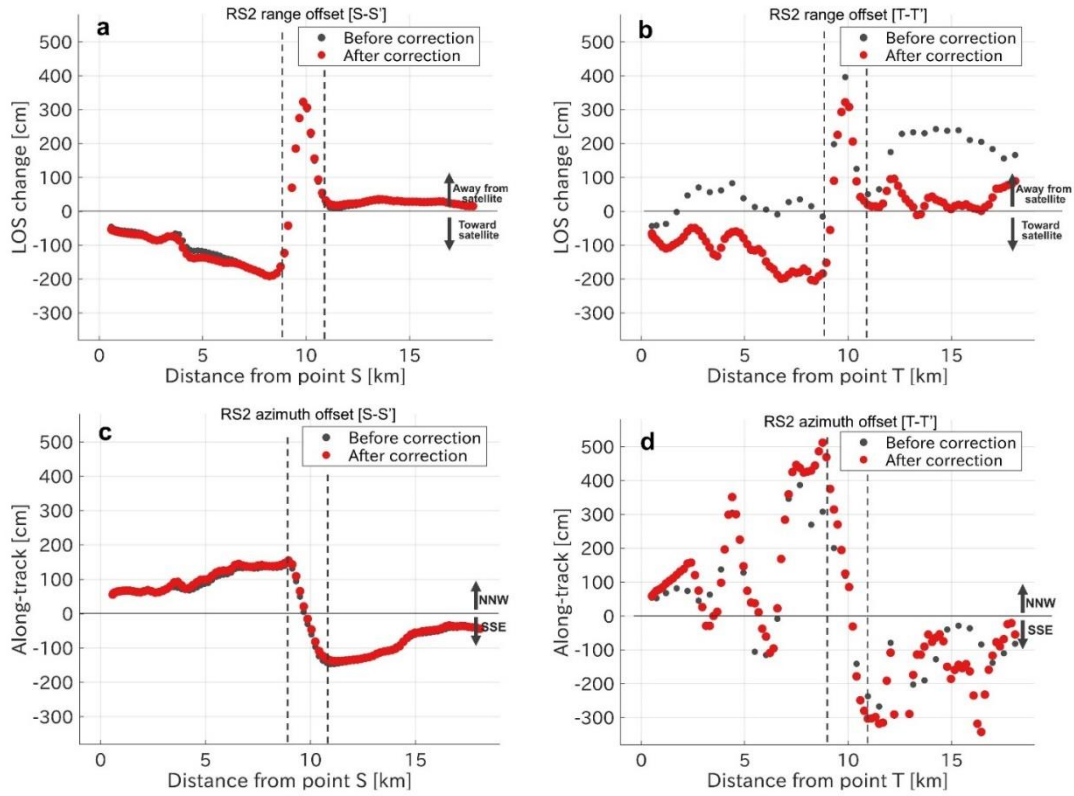 a
RS2 range offset [S-S']
Before correction
After correction
500
400
300
200
100
0
-100
-200
-300
LOS change [cm]
Away from
satellite
Toward
satellite
0
5
10
15
Distance from point S [km]
b
RS2 range offset [T-T']
Before correction
After correction
500
400
300
200
100
0
-100
-200
-300
LOS change [cm]
Away from
satellite
Toward
satellite
0
5
10
15
Distance from point T [km]
c
RS2 azimuth offset [S-S']
Before correction
After correction
500
400
300
200
100
0
-100
-200
-300
Along-track [cm]
NNW
SSE
0
5
10
15
Distance from point S [km]
d
RS2 azimuth offset [T-T']
Before correction
After correction
500
400
300
200
100
0
-100
-200
-300
Along-track [cm]
NNW
SSE
0
5
10
15
Distance from point T [km]